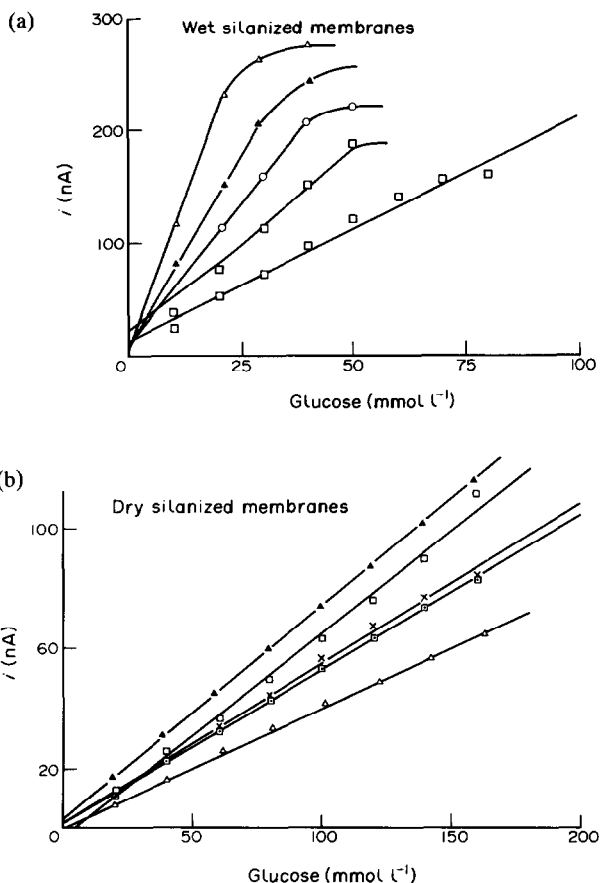 (a)
Wet silanized membranes
300
200
100
i (nA)
0 25 50 75 100
Glucose (mmol l⁻¹)
(b)
Dry silanized membranes
100
60
20
i (nA)
0 50 100 150 200
Glucose (mmol l⁻¹)